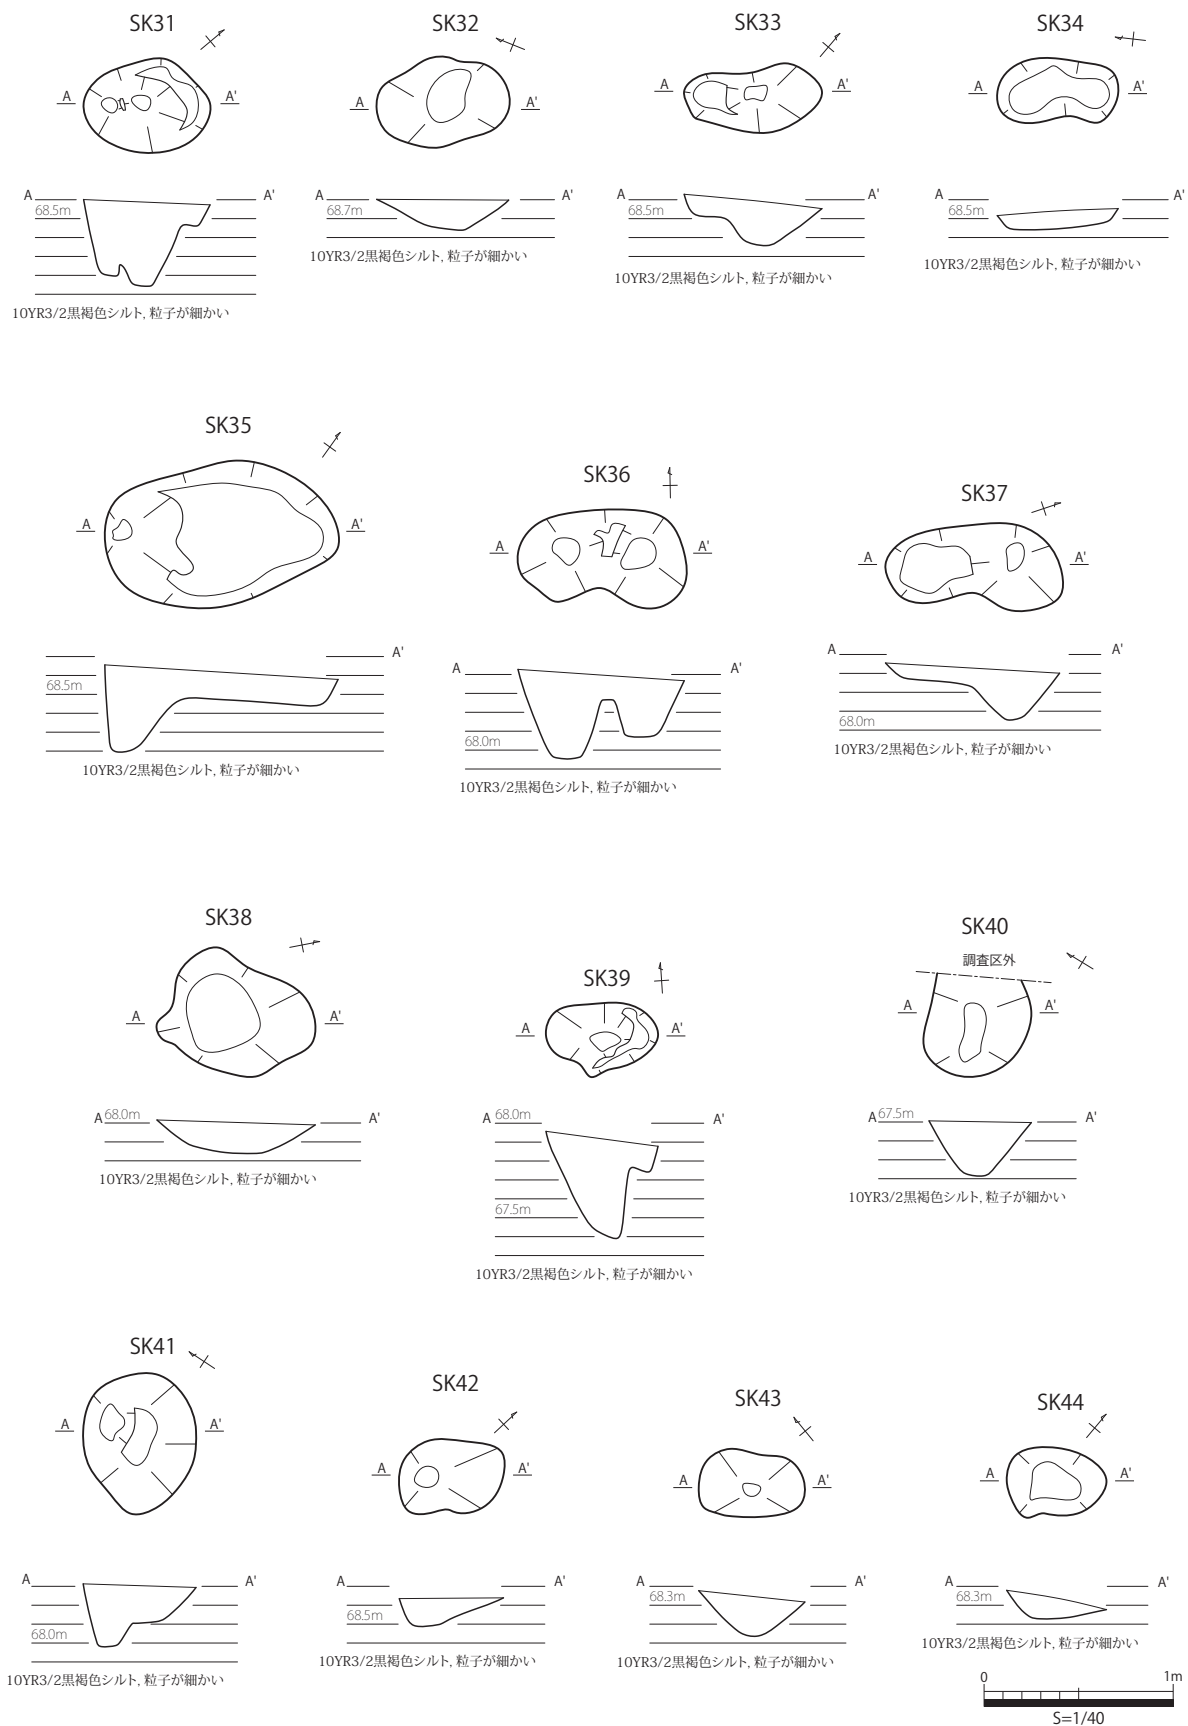 SK31
A A'
A A'
68.5m
10YR3/2黒褐色シルト, 粒子が細かい
SK32
A A'
A A'
68.7m
10YR3/2黒褐色シルト, 粒子が細かい
SK33
A A'
A A'
68.5m
10YR3/2黒褐色シルト, 粒子が細かい
SK34
A A'
A A'
68.5m
10YR3/2黒褐色シルト, 粒子が細かい
SK35
A A'
A'
68.5m
10YR3/2黒褐色シルト, 粒子が細かい
SK36
A A'
A A'
68.0m
10YR3/2黒褐色シルト, 粒子が細かい
SK37
A A'
A A'
68.0m
10YR3/2黒褐色シルト, 粒子が細かい
SK38
A A'
A 68.0m A'
10YR3/2黒褐色シルト, 粒子が細かい
SK39
A A'
A 68.0m A'
67.5m
10YR3/2黒褐色シルト, 粒子が細かい
SK40
調査区外
A A'
A 67.5m A'
10YR3/2黒褐色シルト, 粒子が細かい
SK41
A A'
A A'
68.0m
10YR3/2黒褐色シルト, 粒子が細かい
SK42
A A'
A A'
68.5m
10YR3/2黒褐色シルト, 粒子が細かい
SK43
A A'
A A'
68.3m
10YR3/2黒褐色シルト, 粒子が細かい
SK44
A A'
A A'
68.3m
10YR3/2黒褐色シルト, 粒子が細かい
0 1m
S=1/40